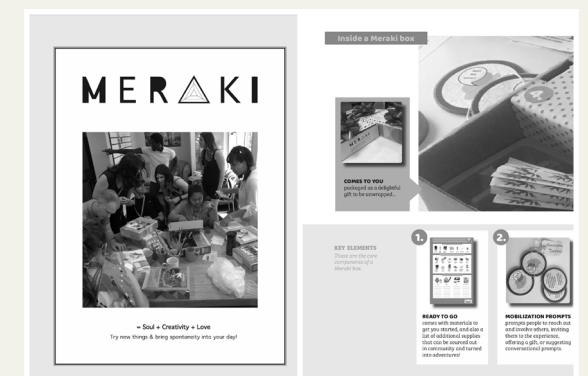 MERAKI
= Soul + Creativity + Love
Try new things & bring spontaneity into your day!
Inside a Meraki box
MERAKI
COMES TO YOU
packaged as a delightful
gift to be unwrapped...
KEY ELEMENTS
These are the core
components of a
Meraki box
1.
READY TO GO
comes with materials to
get you started, and also a
list of additional supplies
that can be sourced out
in community and turned
into adventures!
2.
MOBILIZATION PROMPTS
prompts people to reach out
and involve others, inviting
them to the experience,
offering a gift, or suggesting
conversational prompts.
4.